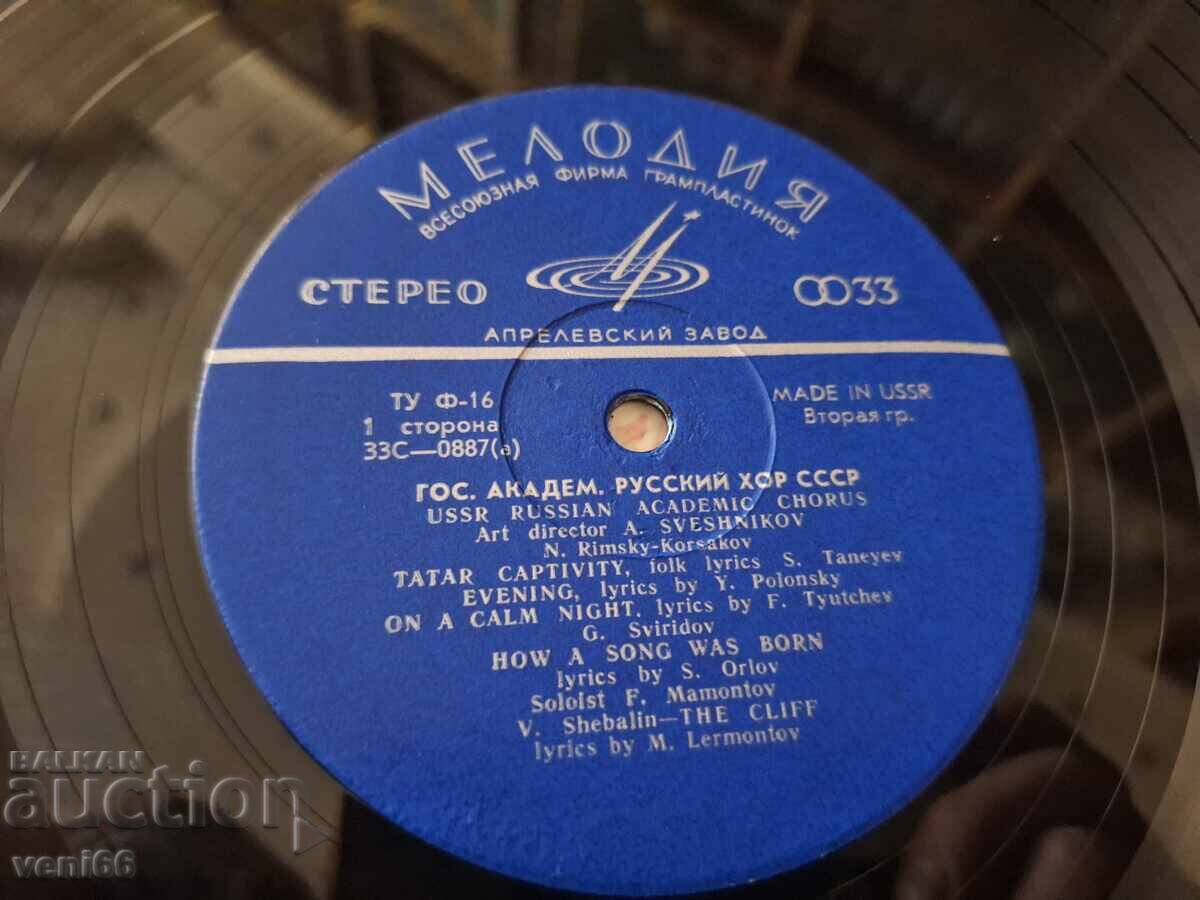 МЕЛОДИЯ
ВСЕСОЮЗНАЯ ФИРМА ГРАМПЛАСТИНОК
СТЕРЕО
33
АПРЕЛЕВСКИЙ ЗАВОД
ТУ Ф-16
1 сторона
33С—0887(а)
MADE IN USSR
Вторая гр.
ГОС. АКАДЕМ. РУССКИЙ ХОР СССР
USSR RUSSIAN ACADEMIC CHORUS
Art director A. SVESHNIKOV
N. Rimsky-Korsakov
TATAR CAPTIVITY, folk lyrics S. Taneyev
EVENING, lyrics by Y. Polonsky
ON A CALM NIGHT, lyrics by F. Tyutchev
G. Sviridov
HOW A SONG WAS BORN
lyrics by S. Orlov
Soloist F. Mamontov
V. Shebalin—THE CLIFF
lyrics by M. Lermontov
BALKAN
auction
veni66